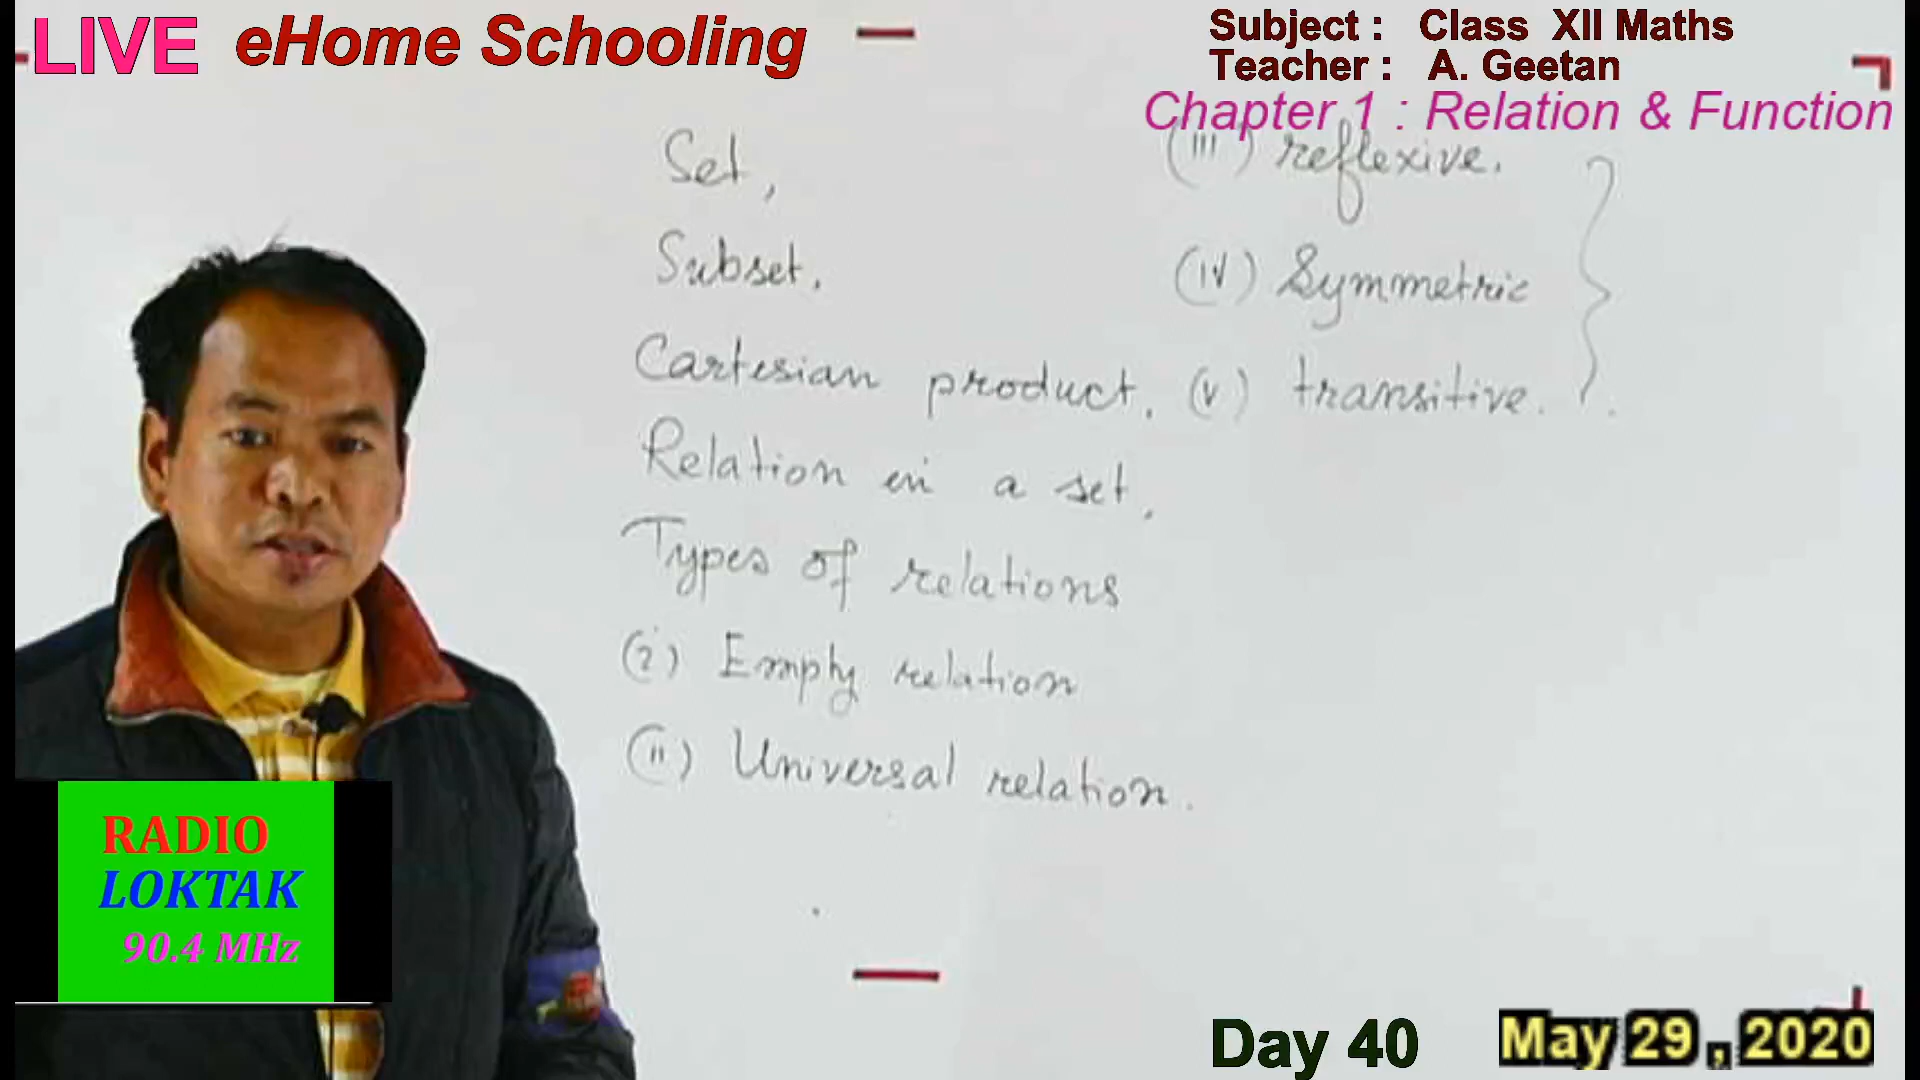 LIVE eHome Schooling
Subject : Class XII Maths
Teacher : A. Geetan
Chapter 1 : Relation & Function
Set,
Subset.
Cartesian product.
Relation in a set.
Types of relations
(i) Empty relation
(ii) Universal relation.
(iii) reflexive.
(iv) Symmetric
(v) transitive.
RADIO
LOKTAK
90.4 MHz
Day 40
May 29 , 2020